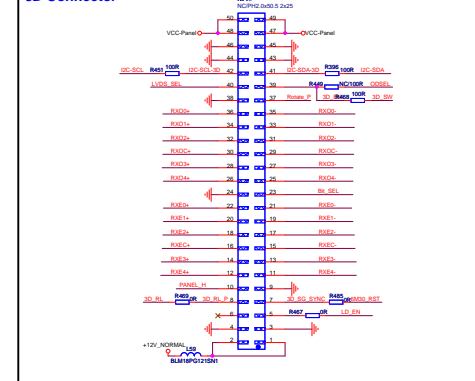 3D Connector
NC/PH2.0x50.5 2x25
50 49
VCC-Panel 48 47 VCC-Panel
46 45
44 43
I2C-SCL R451 100R I2C-SCL-3D 42 41 I2C-SDA-3D R396 100R I2C-SDA
LVDS_SEL 40 39 R449 NC/100R ODSEL
38 37 Rotate_P R468 100R 3D_SW
RXO0+ 36 35 RXO0-
RXO1+ 34 33 RXO1-
RXO2+ 32 31 RXO2-
RXOC+ 30 29 RXOC-
RXO3+ 28 27 RXO3-
RXO4+ 26 25 RXO4-
24 23 Bit_SEL
RXE0+ 22 21 RXE0-
RXE1+ 20 19 RXE1-
RXE2+ 18 17 RXE2-
RXEC+ 16 15 RXEC-
RXE3+ 14 13 RXE3-
RXE4+ 12 11 RXE4-
PANEL_H 10 9
3D_RL R469 0R 3D_RL_P 8 7 3D_SG_SYNC R485 0R
6 5 R467 0R LD_EN
4 3
2 1
+12V_NORMAL L59
BLM18PG121SN1